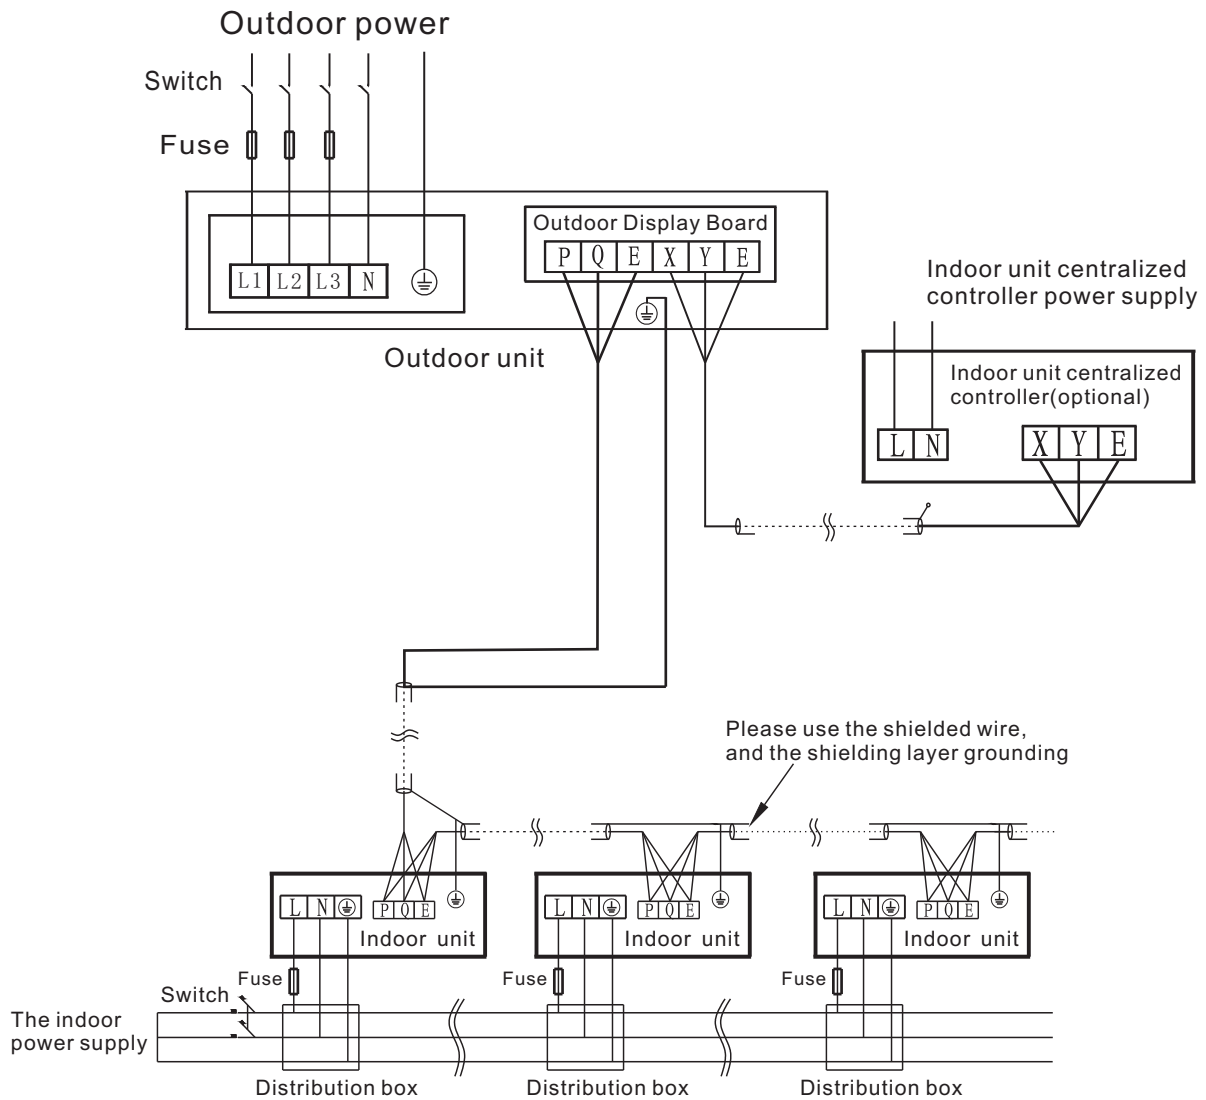 Outdoor power
Switch
Fuse
Outdoor Display Board
P Q E X Y E
L1 L2 L3 N
Outdoor unit
Indoor unit centralized
controller power supply
Indoor unit centralized
controller(optional)
L N
X Y E
Please use the shielded wire,
and the shielding layer grounding
L N
P Q E
Indoor unit
L N
P Q E
Indoor unit
L N
P Q E
Indoor unit
Fuse
Fuse
Fuse
Switch
The indoor
power supply
Distribution box
Distribution box
Distribution box